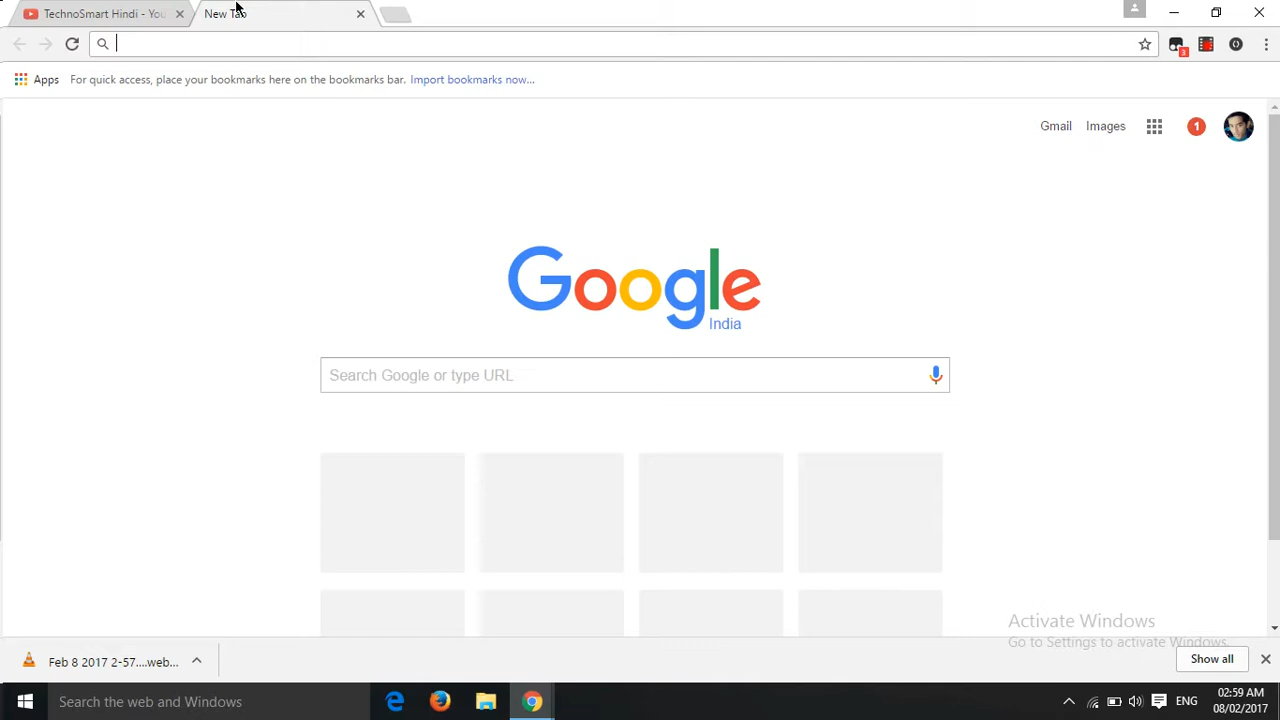 TechnoSmart Hindi - You
New Tab
Apps For quick access, place your bookmarks here on the bookmarks bar. Import bookmarks now...
3
Gmail Images 1
Google
India
Search Google or type URL
Activate Windows
Go to Settings to activate Windows.
Feb 8 2017 2-57....web...
Show all
Search the web and Windows
ENG
02:59 AM
08/02/2017